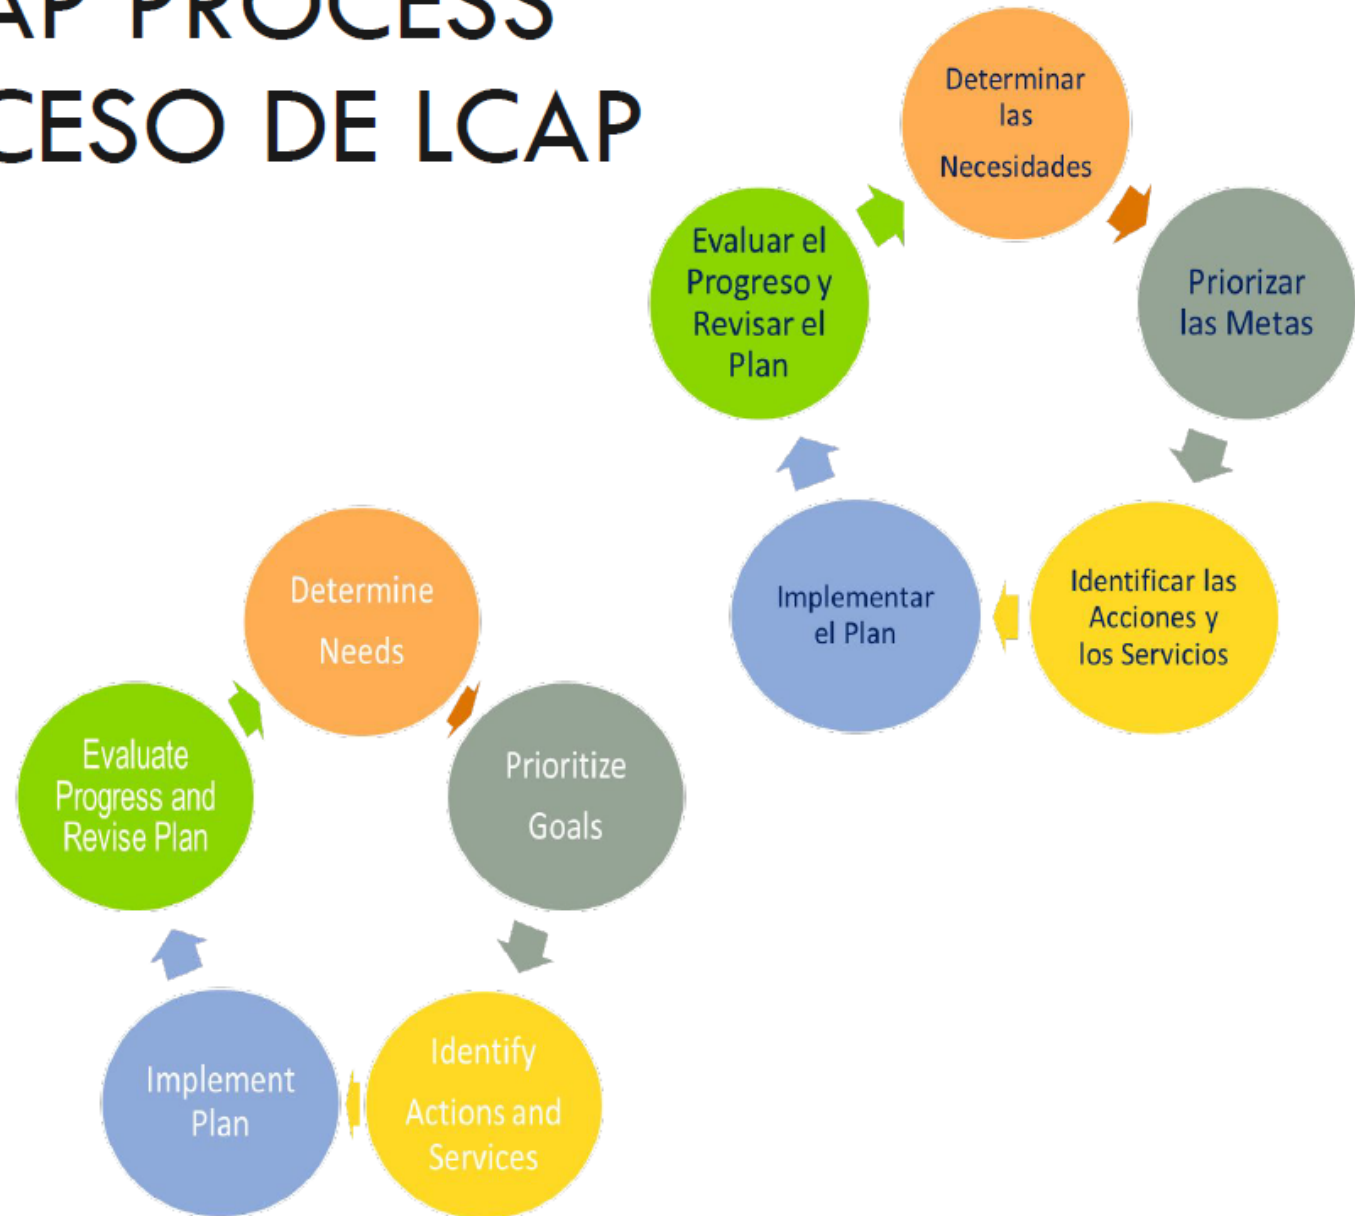 AP PROCESS
CESO DE LCAP
Determinar
las
Necesidades
Priorizar
las Metas
Identificar las
Acciones y
los Servicios
Implementar
el Plan
Evaluar el
Progreso y
Revisar el
Plan
Determine
Needs
Prioritize
Goals
Identify
Actions and
Services
Implement
Plan
Evaluate
Progress and
Revise Plan